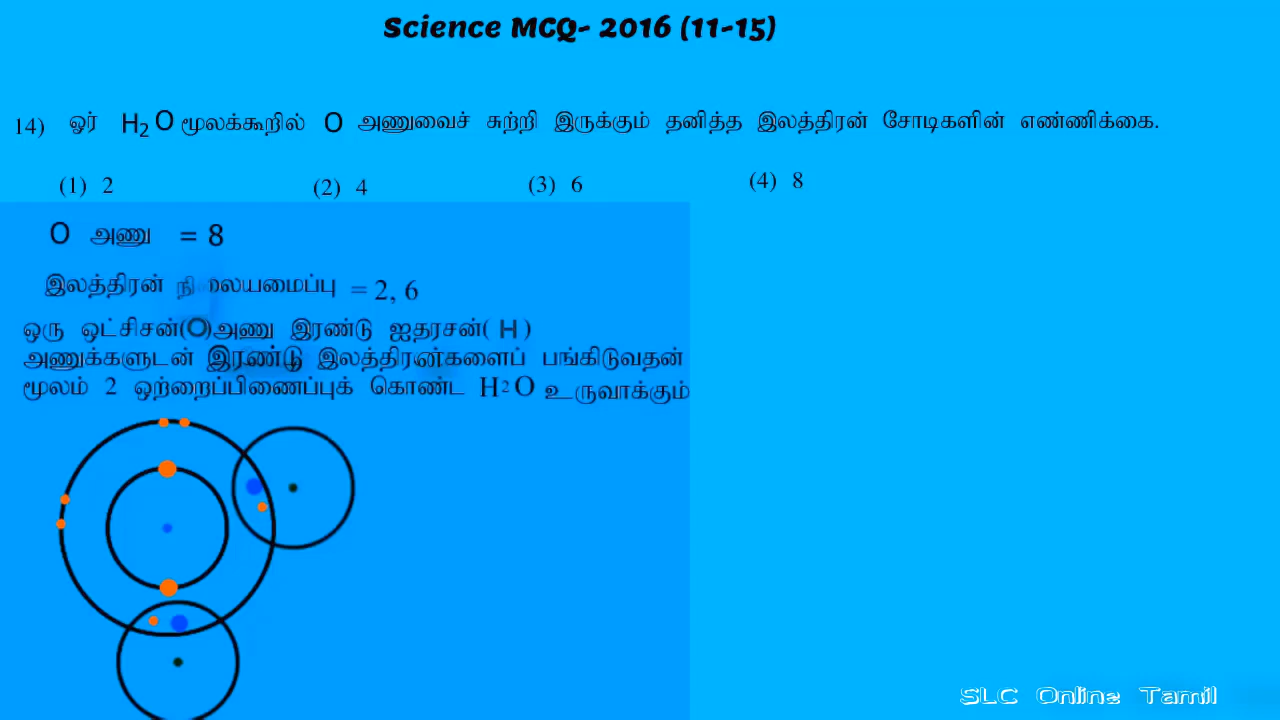 Science MCQ- 2016 (11-15)
14) ஓர் H₂O மூலக்கூறில் O அணுவைச் சுற்றி இருக்கும் தனித்த இலத்திரன் சோடிகளின் எண்ணிக்கை.
(1) 2 (2) 4 (3) 6 (4) 8
O அணு = 8
இலத்திரன் நிலையமைப்பு = 2, 6
ஒரு ஒட்சிசன்(O)அணு இரண்டு ஐதரசன்( H )
அணுக்களுடன் இரண்டு இலத்திரன்களைப் பங்கிடுவதன்
மூலம் 2 ஒற்றைப்பிணைப்புக் கொண்ட H²O உருவாக்கும்
SLC Online Tamil